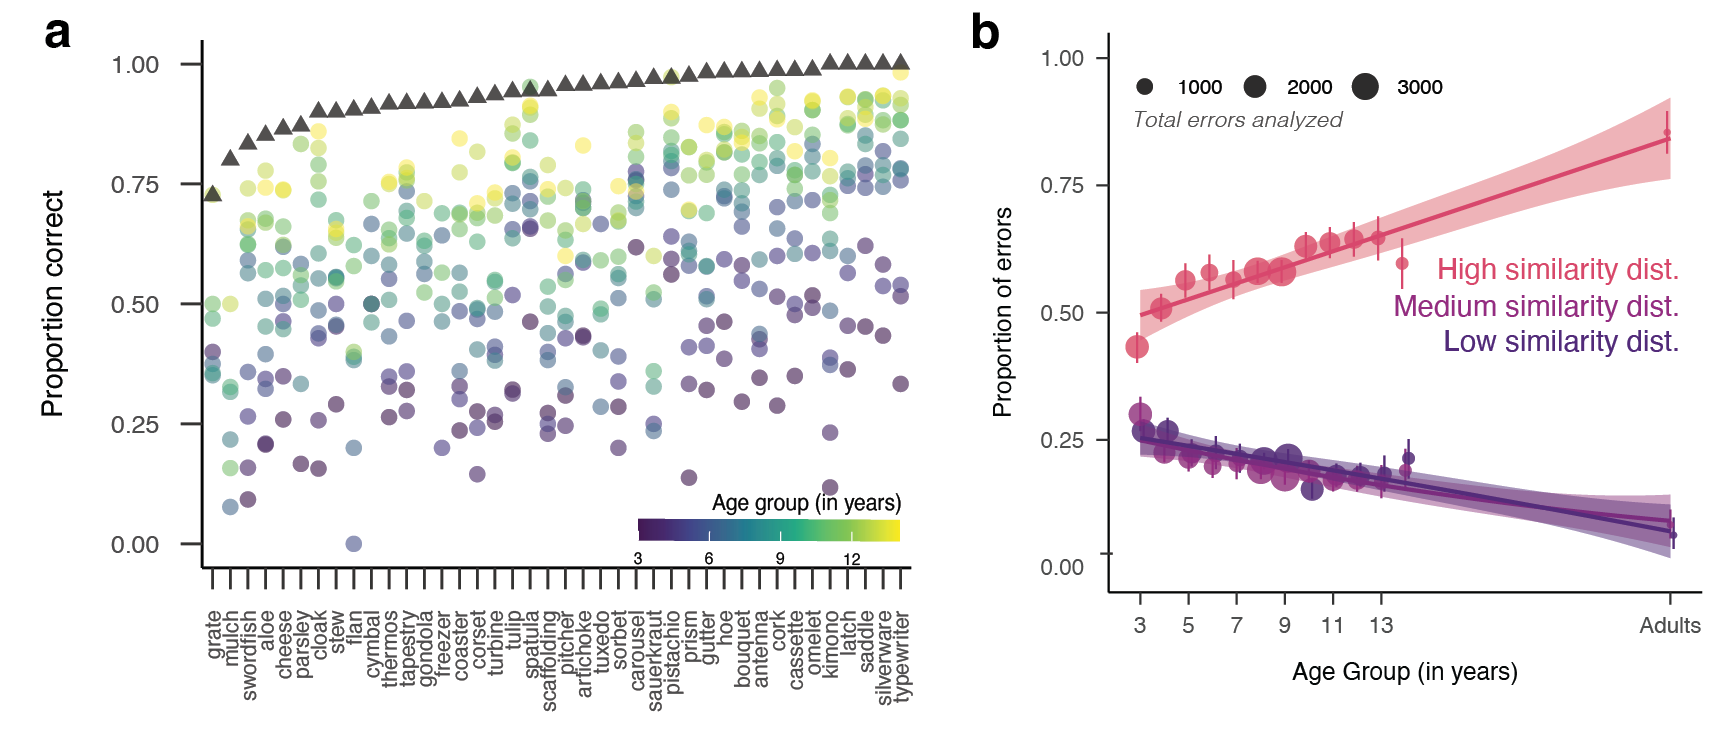 a
1.00
0.75
0.50
0.25
0.00
Proportion correct
Age group (in years)
3 6 9 12
grate mulch swordfish aloe cheese parsley cloak stew flan cymbal thermos tapestry gondola freezer coaster corset turbine tulip spatula scaffolding pitcher artichoke tuxedo sorbet carousel sauerkraut pistachio prism gutter hoe bouquet antenna cork cassette omelet kimono latch saddle silverware typewriter
b
1.00
0.75
0.50
0.25
0.00
Proportion of errors
1000 2000 3000
Total errors analyzed
High similarity dist.
Medium similarity dist.
Low similarity dist.
3 5 7 9 11 13 Adults
Age Group (in years)